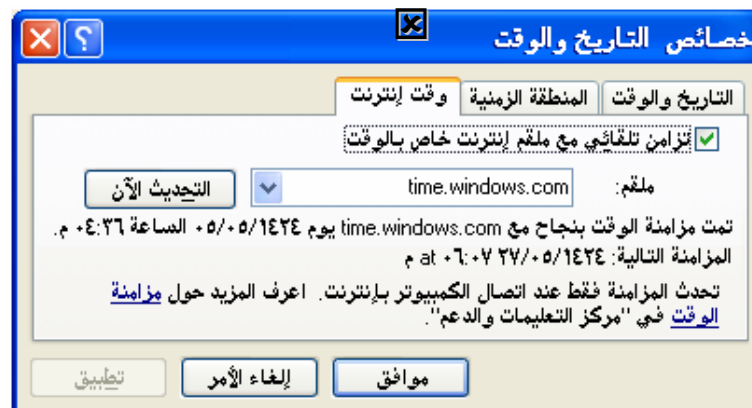 خصائص التاريخ والوقت
التاريخ والوقت المنطقة الزمنية وقت إنترنت
تزامن تلقائي مع ملقم إنترنت خاص بالوقت
ملقم: time.windows.com التحديث الآن
تمت مزامنة الوقت بنجاح مع time.windows.com يوم ٠٥/٠٥/١٤٢٤ الساعة ٠٤:٣٦ م.
المزامنة التالية: ٢٧/٠٥/١٤٢٤ at ٠٦:٠٧ م
تحدث المزامنة فقط عند اتصال الكمبيوتر بإنترنت. اعرف المزيد حول مزامنة
الوقت في "مركز التعليمات والدعم".
موافق إلغاء الأمر تطبيق